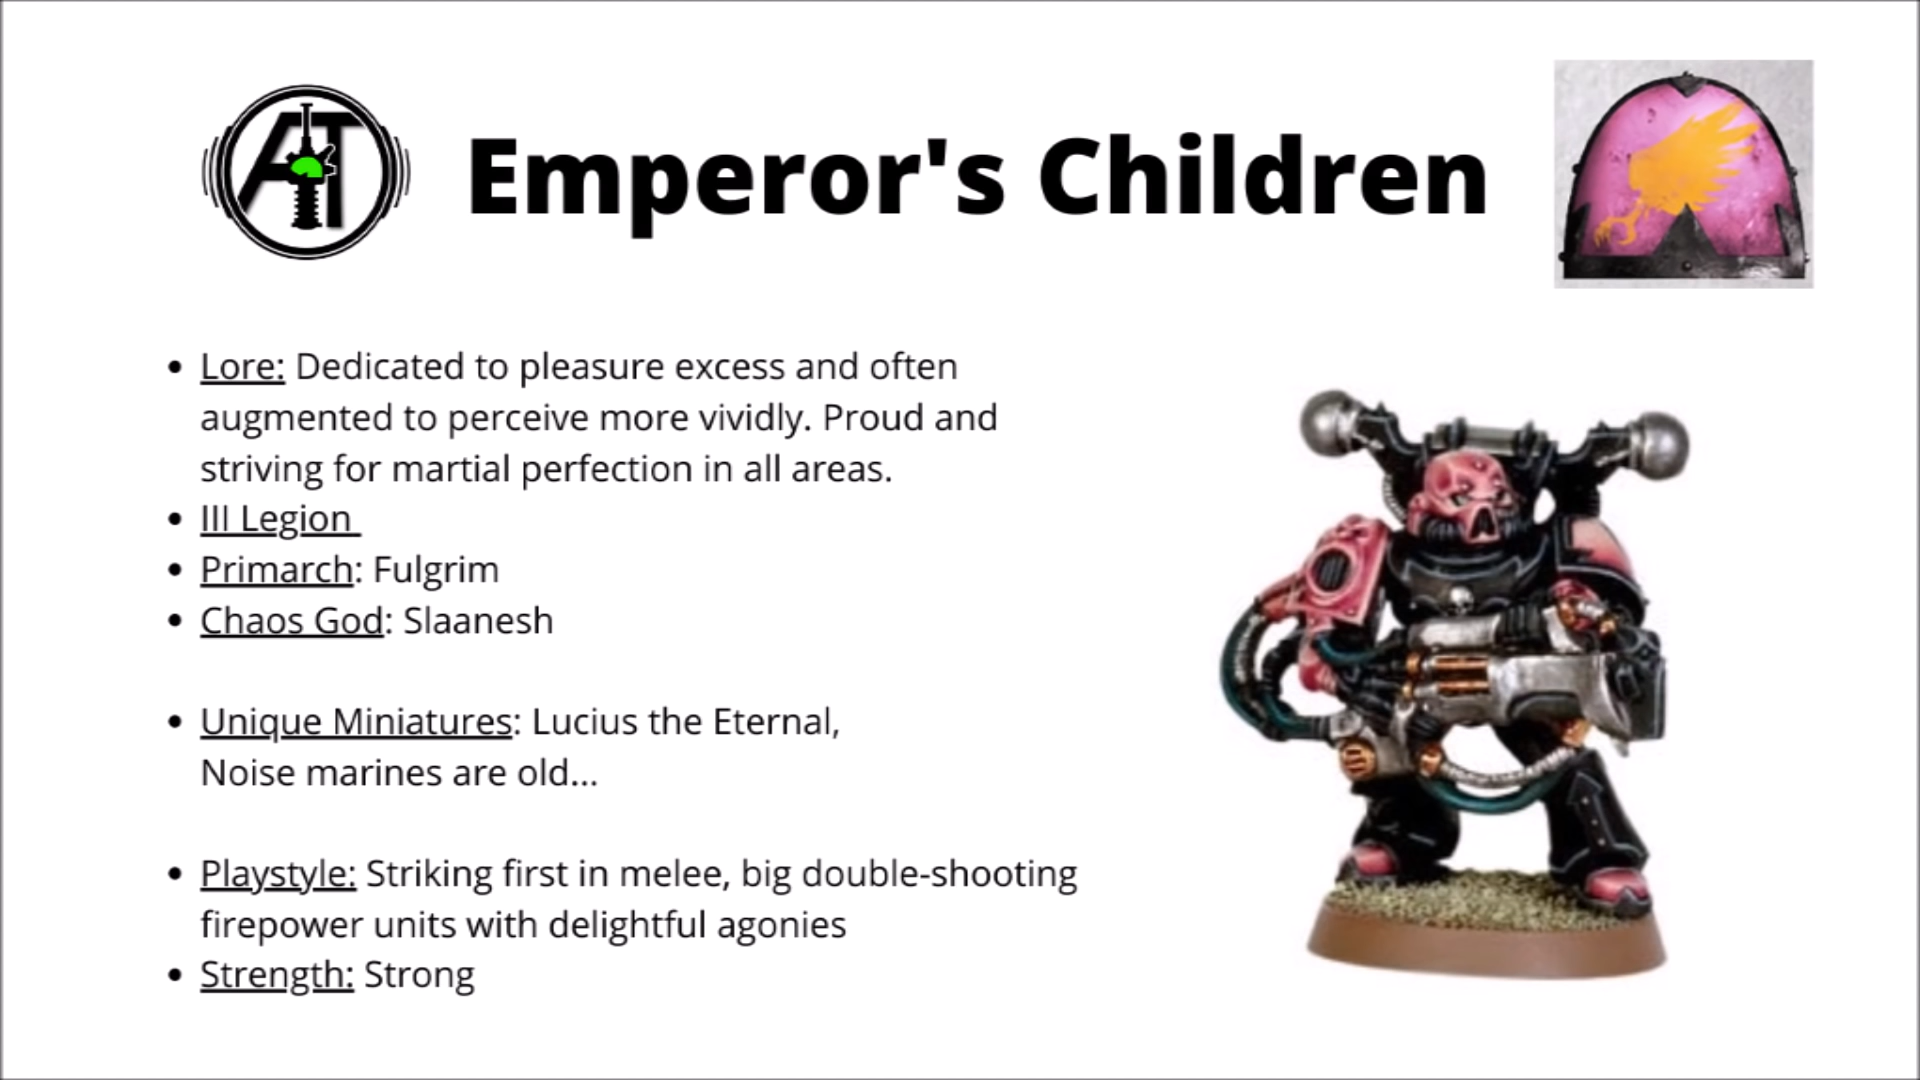 AT
Emperor's Children
• Lore: Dedicated to pleasure excess and often
augmented to perceive more vividly. Proud and
striving for martial perfection in all areas.
• III Legion
• Primarch: Fulgrim
• Chaos God: Slaanesh
• Unique Miniatures: Lucius the Eternal,
Noise marines are old...
• Playstyle: Striking first in melee, big double-shooting
firepower units with delightful agonies
• Strength: Strong